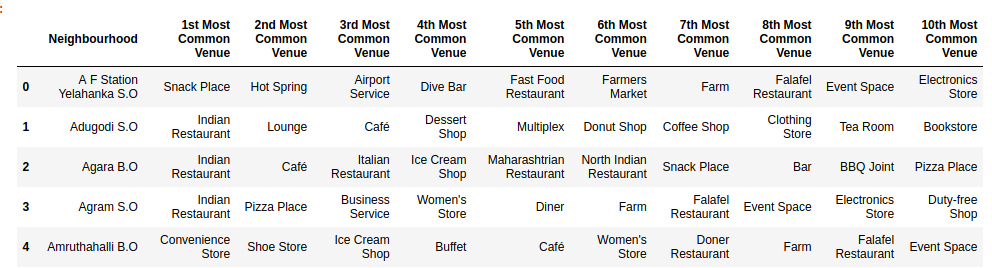 :
Neighbourhood 1st Most Common Venue 2nd Most Common Venue 3rd Most Common Venue 4th Most Common Venue 5th Most Common Venue 6th Most Common Venue 7th Most Common Venue 8th Most Common Venue 9th Most Common Venue 10th Most Common Venue
0 A F Station Yelahanka S.O Snack Place Hot Spring Airport Service Dive Bar Fast Food Restaurant Farmers Market Farm Falafel Restaurant Event Space Electronics Store
1 Adugodi S.O Indian Restaurant Lounge Café Dessert Shop Multiplex Donut Shop Coffee Shop Clothing Store Tea Room Bookstore
2 Agara B.O Indian Restaurant Café Italian Restaurant Ice Cream Shop Maharashtrian Restaurant North Indian Restaurant Snack Place Bar BBQ Joint Pizza Place
3 Agram S.O Indian Restaurant Pizza Place Business Service Women's Store Diner Farm Falafel Restaurant Event Space Electronics Store Duty-free Shop
4 Amruthahalli B.O Convenience Store Shoe Store Ice Cream Shop Buffet Café Women's Store Doner Restaurant Farm Falafel Restaurant Event Space